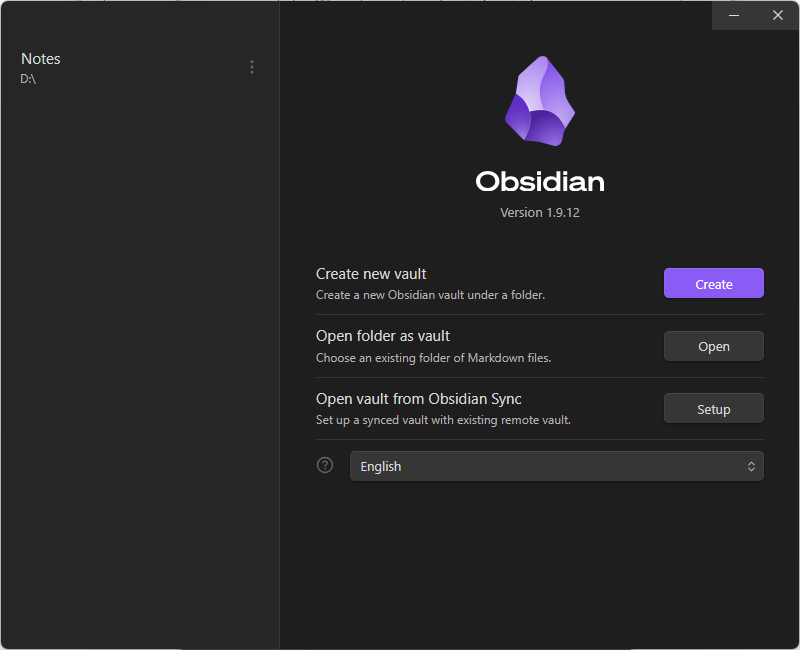 Notes
D:\
Obsidian
Version 1.9.12
Create new vault
Create a new Obsidian vault under a folder.
Create
Open folder as vault
Choose an existing folder of Markdown files.
Open
Open vault from Obsidian Sync
Set up a synced vault with existing remote vault.
Setup
?
English